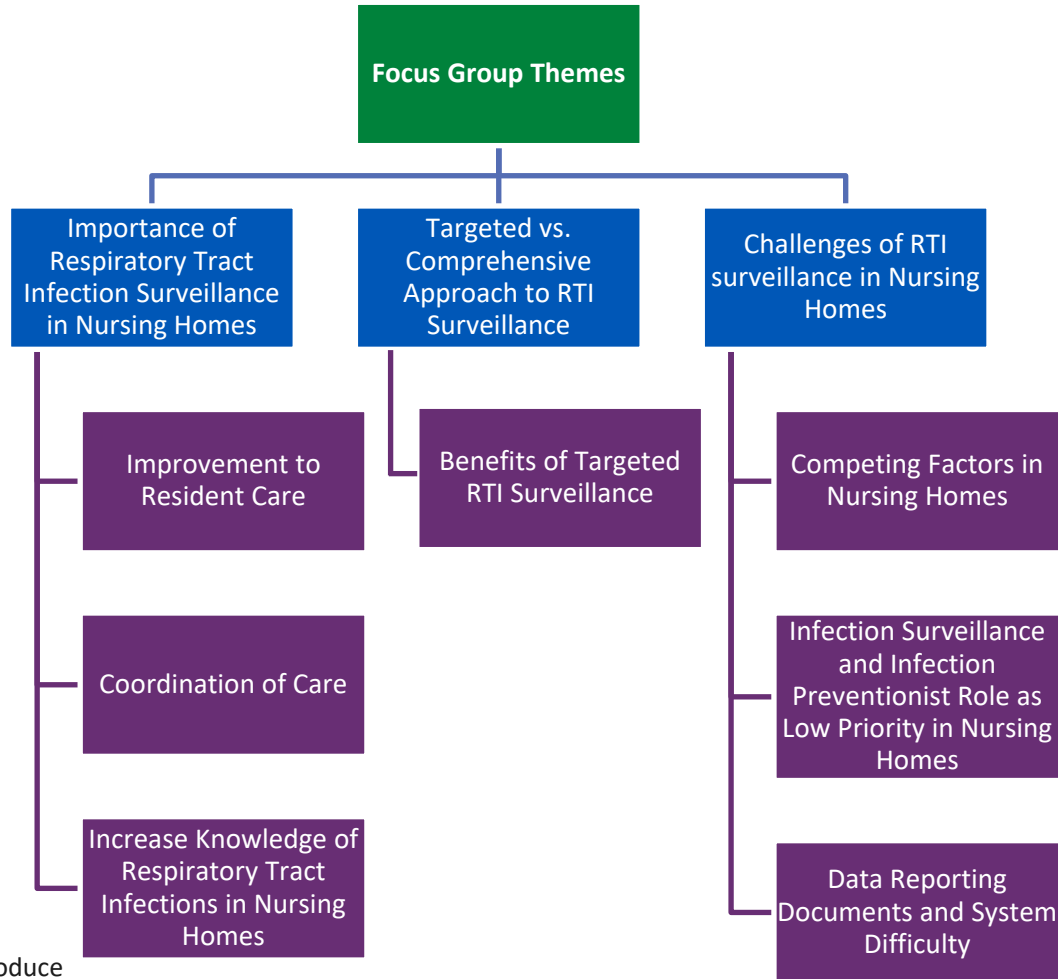 Focus Group Themes
Importance of
Respiratory Tract
Infection Surveillance
in Nursing Homes
Targeted vs.
Comprehensive
Approach to RTI
Surveillance
Challenges of RTI
surveillance in Nursing
Homes
Improvement to
Resident Care
Coordination of Care
Increase Knowledge of
Respiratory Tract
Infections in Nursing
Homes
Benefits of Targeted
RTI Surveillance
Competing Factors in
Nursing Homes
Infection Surveillance
and Infection
Preventionist Role as
Low Priority in Nursing
Homes
Data Reporting
Documents and System
Difficulty